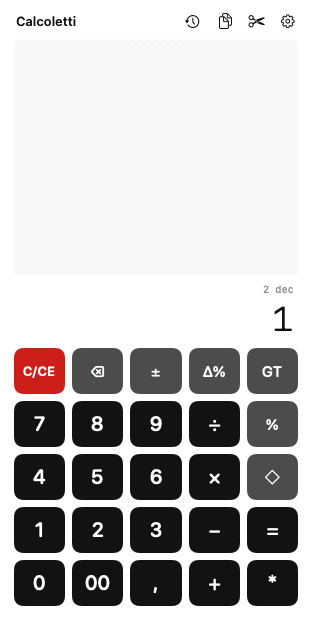 Calcoletti
2 dec
1
C/CE ⌫ ± Δ% GT
7 8 9 ÷ %
4 5 6 × ◇
1 2 3 − =
0 00 , + *